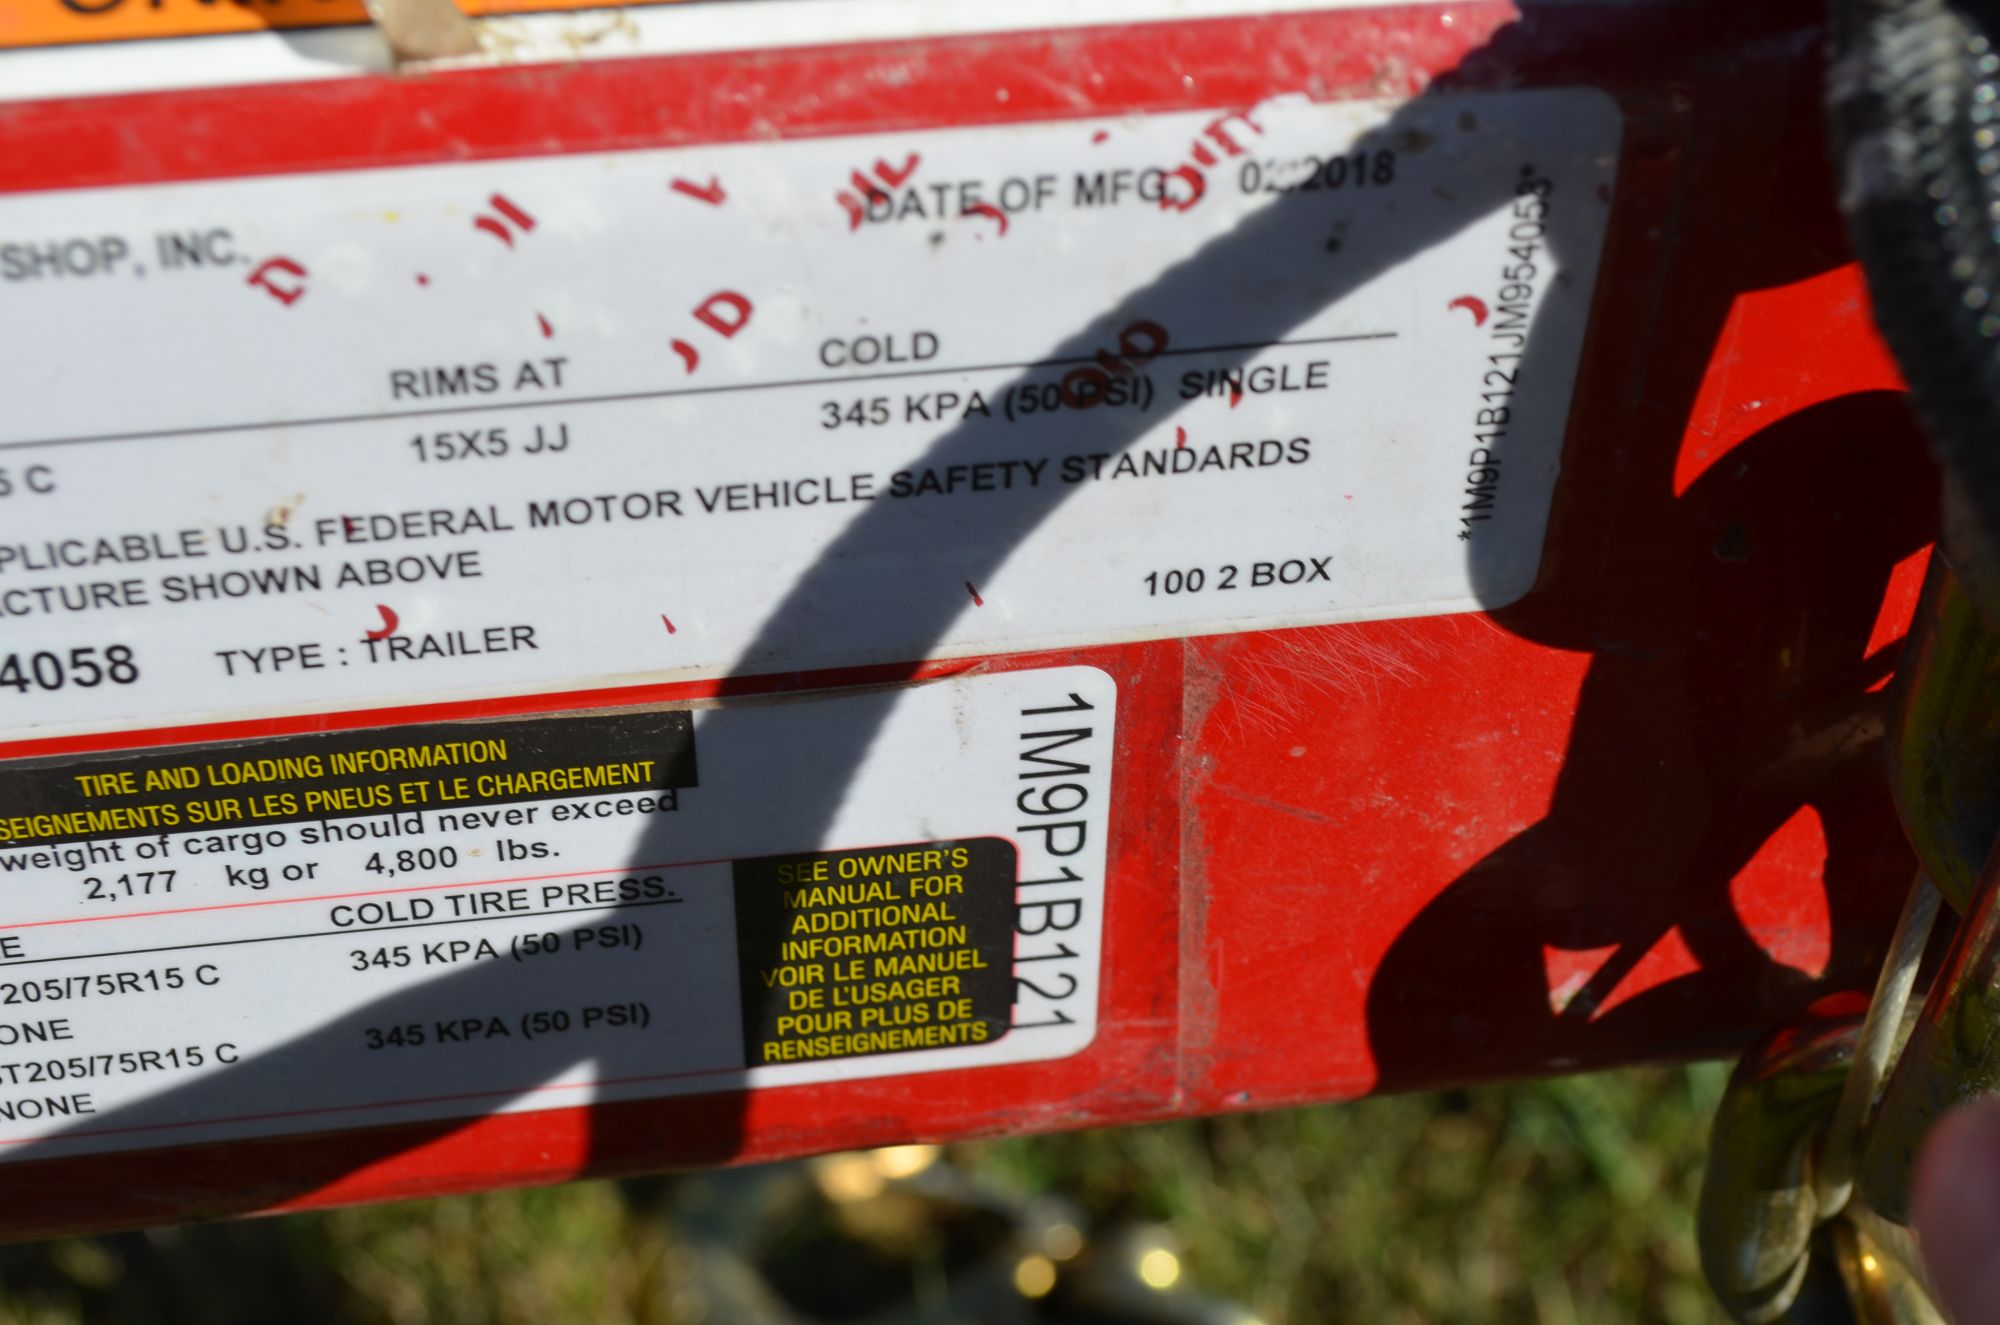 SHOP, INC.
DATE OF MFG.
2018
RIMS AT
COLD
5 C
15X5 JJ
345 KPA (50 PSI) SINGLE
PLICABLE U.S. FEDERAL MOTOR VEHICLE SAFETY STANDARDS
CTURE SHOWN ABOVE
4058
TYPE : TRAILER
100 2 BOX
*1M9P1B121JM954058*
TIRE AND LOADING INFORMATION
SEIGNEMENTS SUR LES PNEUS ET LE CHARGEMENT
weight of cargo should never exceed
2,177 kg or 4,800 lbs.
E
COLD TIRE PRESS.
205/75R15 C
345 KPA (50 PSI)
ONE
T205/75R15 C
345 KPA (50 PSI)
NONE
SEE OWNER'S
MANUAL FOR
ADDITIONAL
INFORMATION
VOIR LE MANUEL
DE L'USAGER
POUR PLUS DE
RENSEIGNEMENTS
1M9P1B121